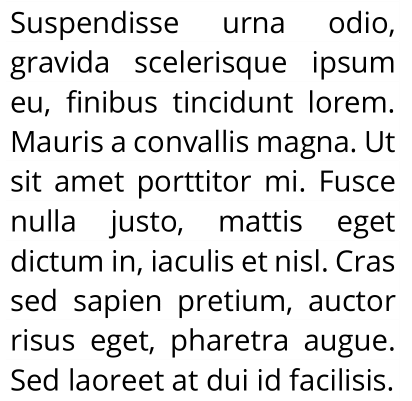 Suspendisse urna odio,
gravida scelerisque ipsum
eu, finibus tincidunt lorem.
Mauris a convallis magna. Ut
sit amet porttitor mi. Fusce
nulla justo, mattis eget
dictum in, iaculis et nisl. Cras
sed sapien pretium, auctor
risus eget, pharetra augue.
Sed laoreet at dui id facilisis.